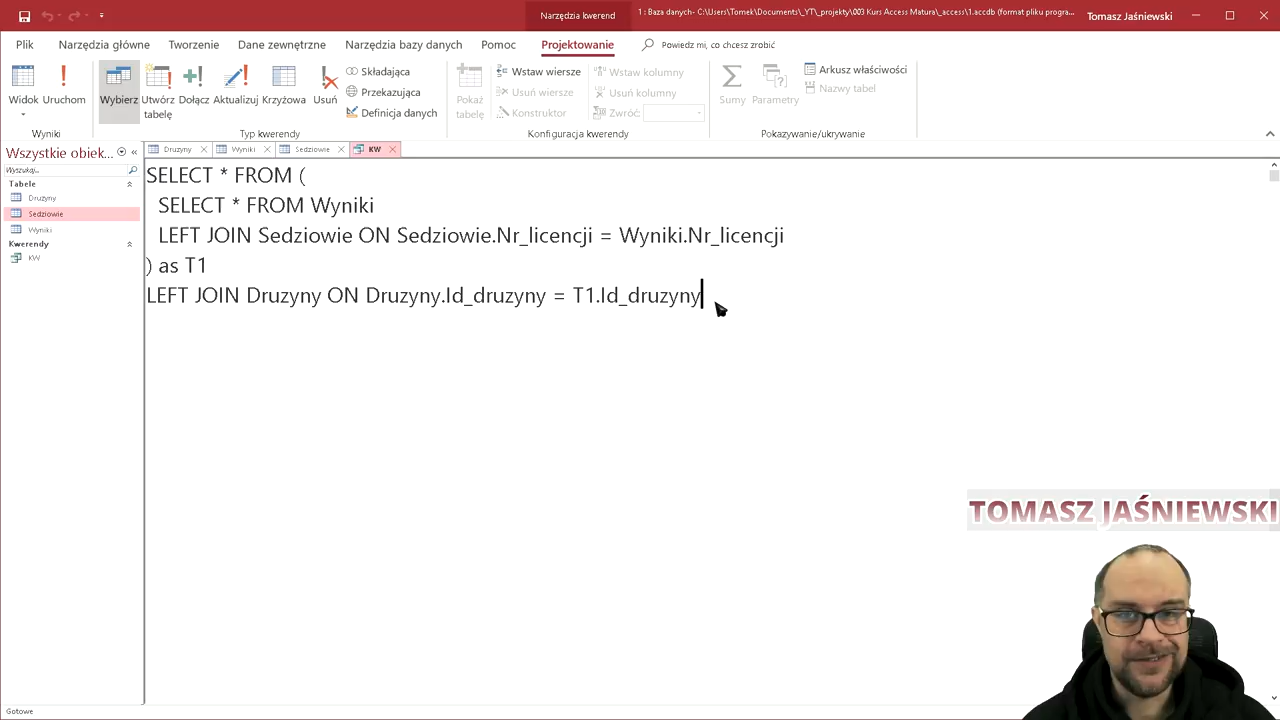 Narzędzia kwerend
1 : Baza danych- C:\Users\Tomek\Documents\_YT\_projekty\003 Kurs Access Matura\_access\1.accdb (format pliku progra...
Tomasz Jaśniewski
Plik
Narzędzia główne
Tworzenie
Dane zewnętrzne
Narzędzia bazy danych
Pomoc
Projektowanie
Powiedz mi, co chcesz zrobić
Widok
Uruchom
Wyniki
Wybierz
Utwórz
tabelę
Dołącz
Aktualizuj
Krzyżowa
Usuń
Składająca
Przekazująca
Definicja danych
Typ kwerendy
Pokaż
tabelę
Wstaw wiersze
Usuń wiersze
Konstruktor
Wstaw kolumny
Usuń kolumny
Zwróć:
Konfiguracja kwerendy
Sumy
Parametry
Arkusz właściwości
Nazwy tabel
Pokazywanie/ukrywanie
Wszystkie obiek...
Wyszukaj...
Tabele
Druzyny
Sedziowie
Wyniki
Kwerendy
KW
Druzyny
Wyniki
Sedziowie
KW
SELECT * FROM (
SELECT * FROM Wyniki
LEFT JOIN Sedziowie ON Sedziowie.Nr_licencji = Wyniki.Nr_licencji
) as T1
LEFT JOIN Druzyny ON Druzyny.Id_druzyny = T1.Id_druzyny
TOMASZ JAŚNIEWSKI
Gotowe